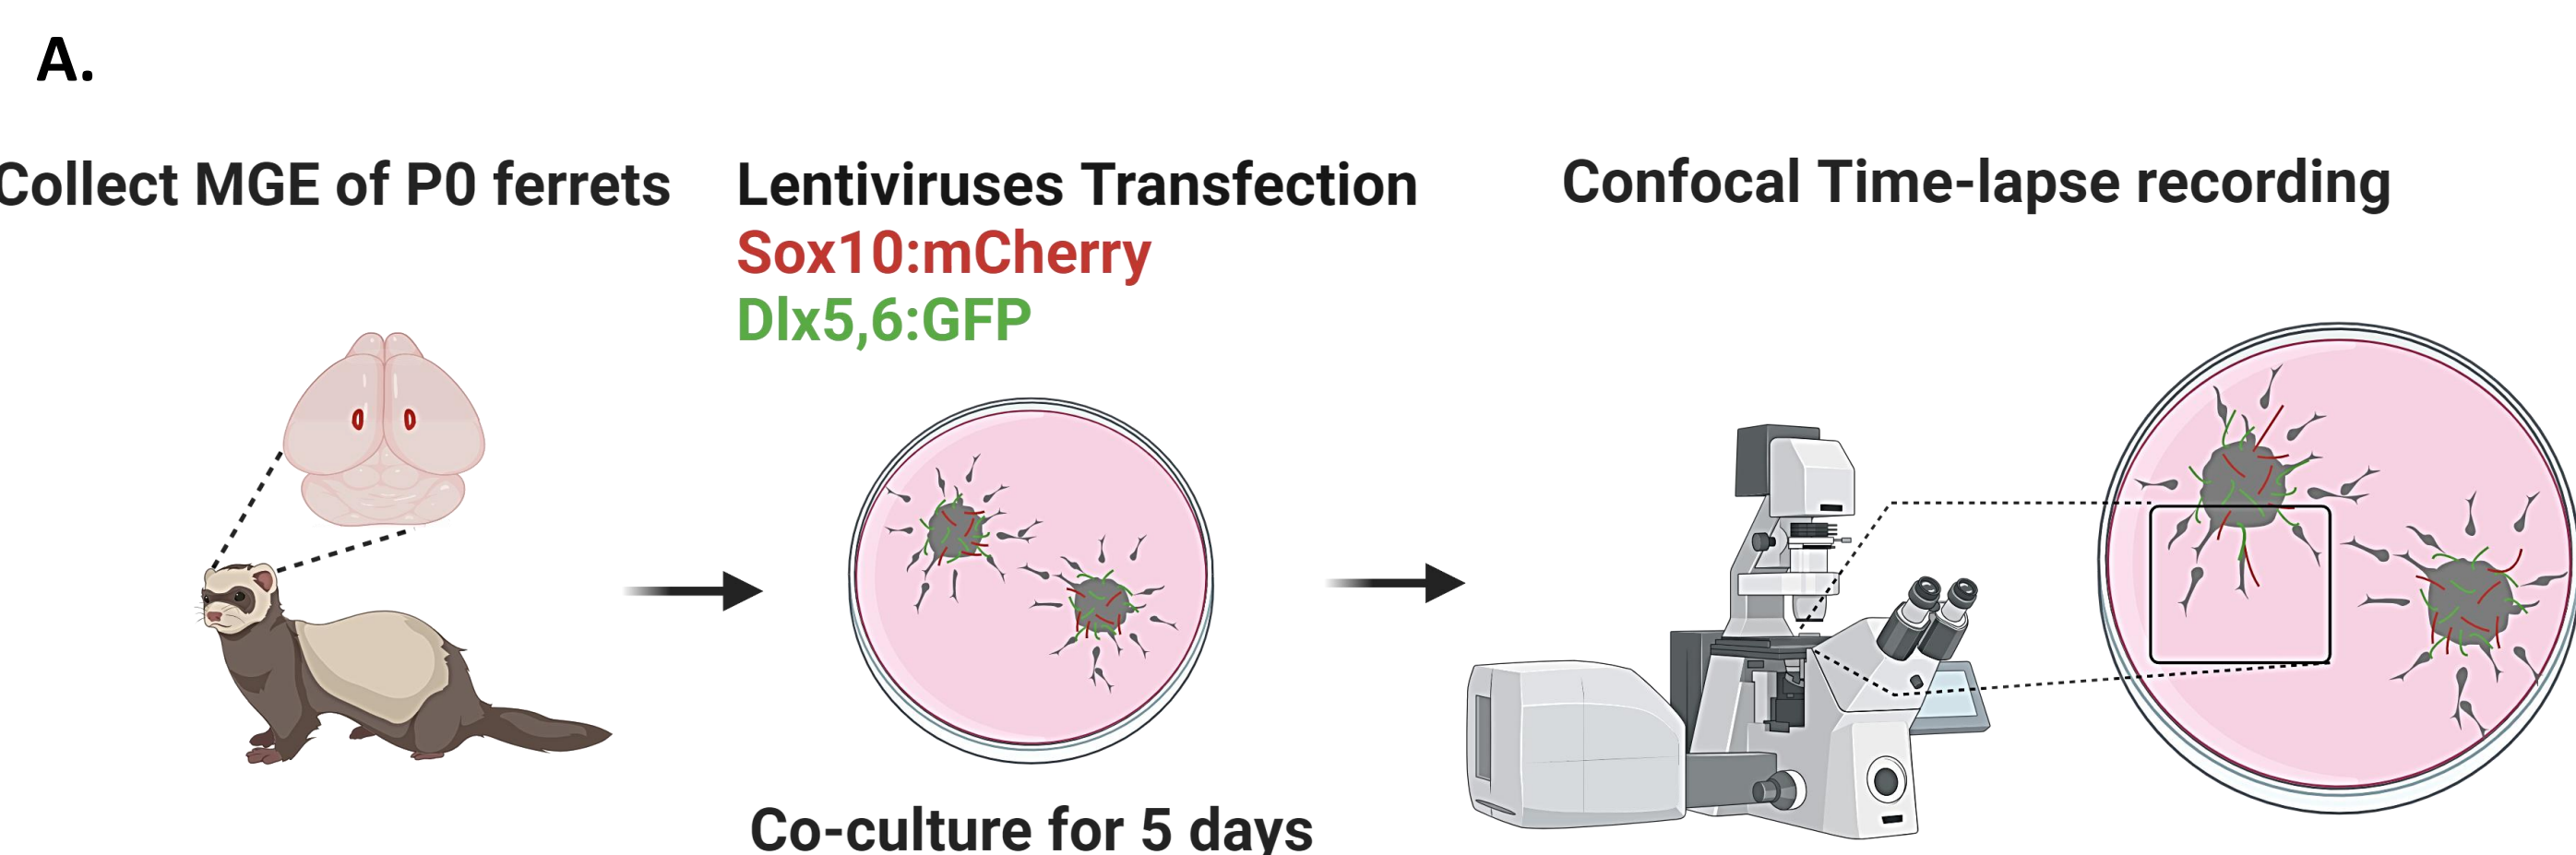 A.
Collect MGE of P0 ferrets
Lentiviruses Transfection
Sox10:mCherry
Dlx5,6:GFP
Co-culture for 5 days
Confocal Time-lapse recording